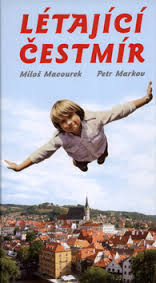 LÉTAJÍCÍ
ČESTMÍR
Miloš Macourek Petr Markov